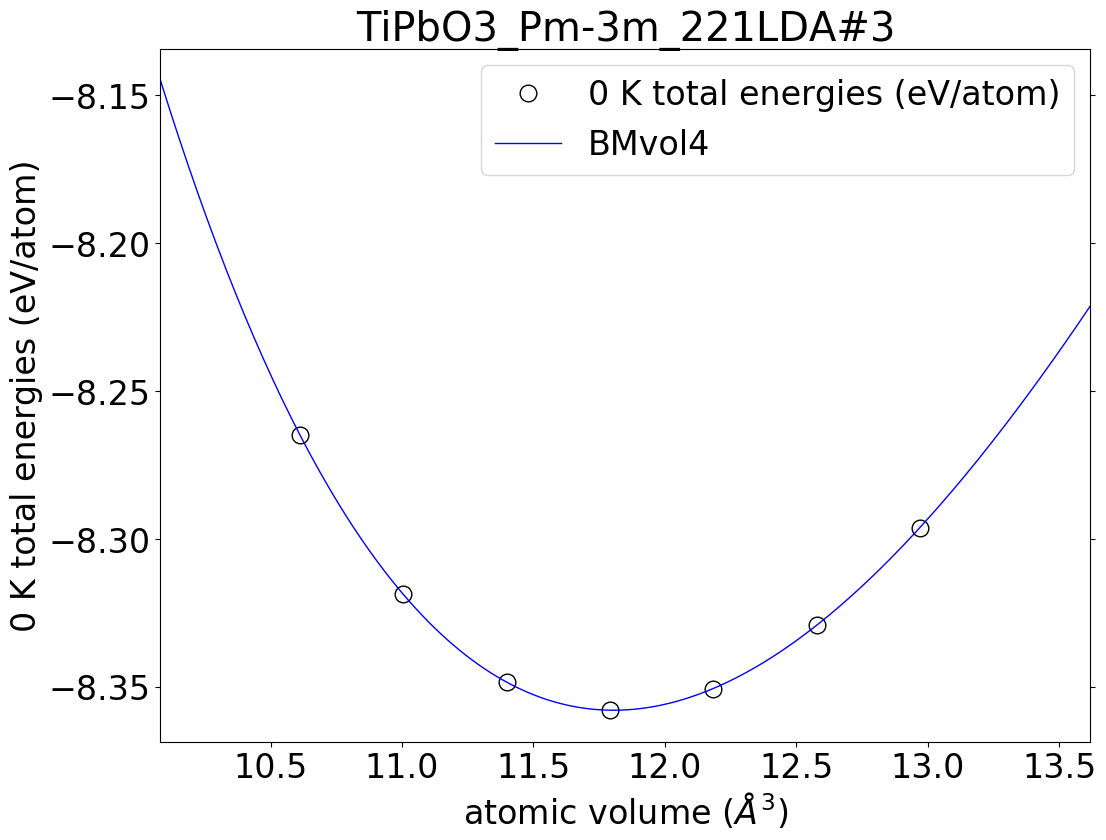 TiPbO3_Pm-3m_221LDA#3
0 K total energies (eV/atom)
BMvol4
−8.15
−8.20
−8.25
−8.30
−8.35
0 K total energies (eV/atom)
10.5 11.0 11.5 12.0 12.5 13.0 13.5
atomic volume (Å³)